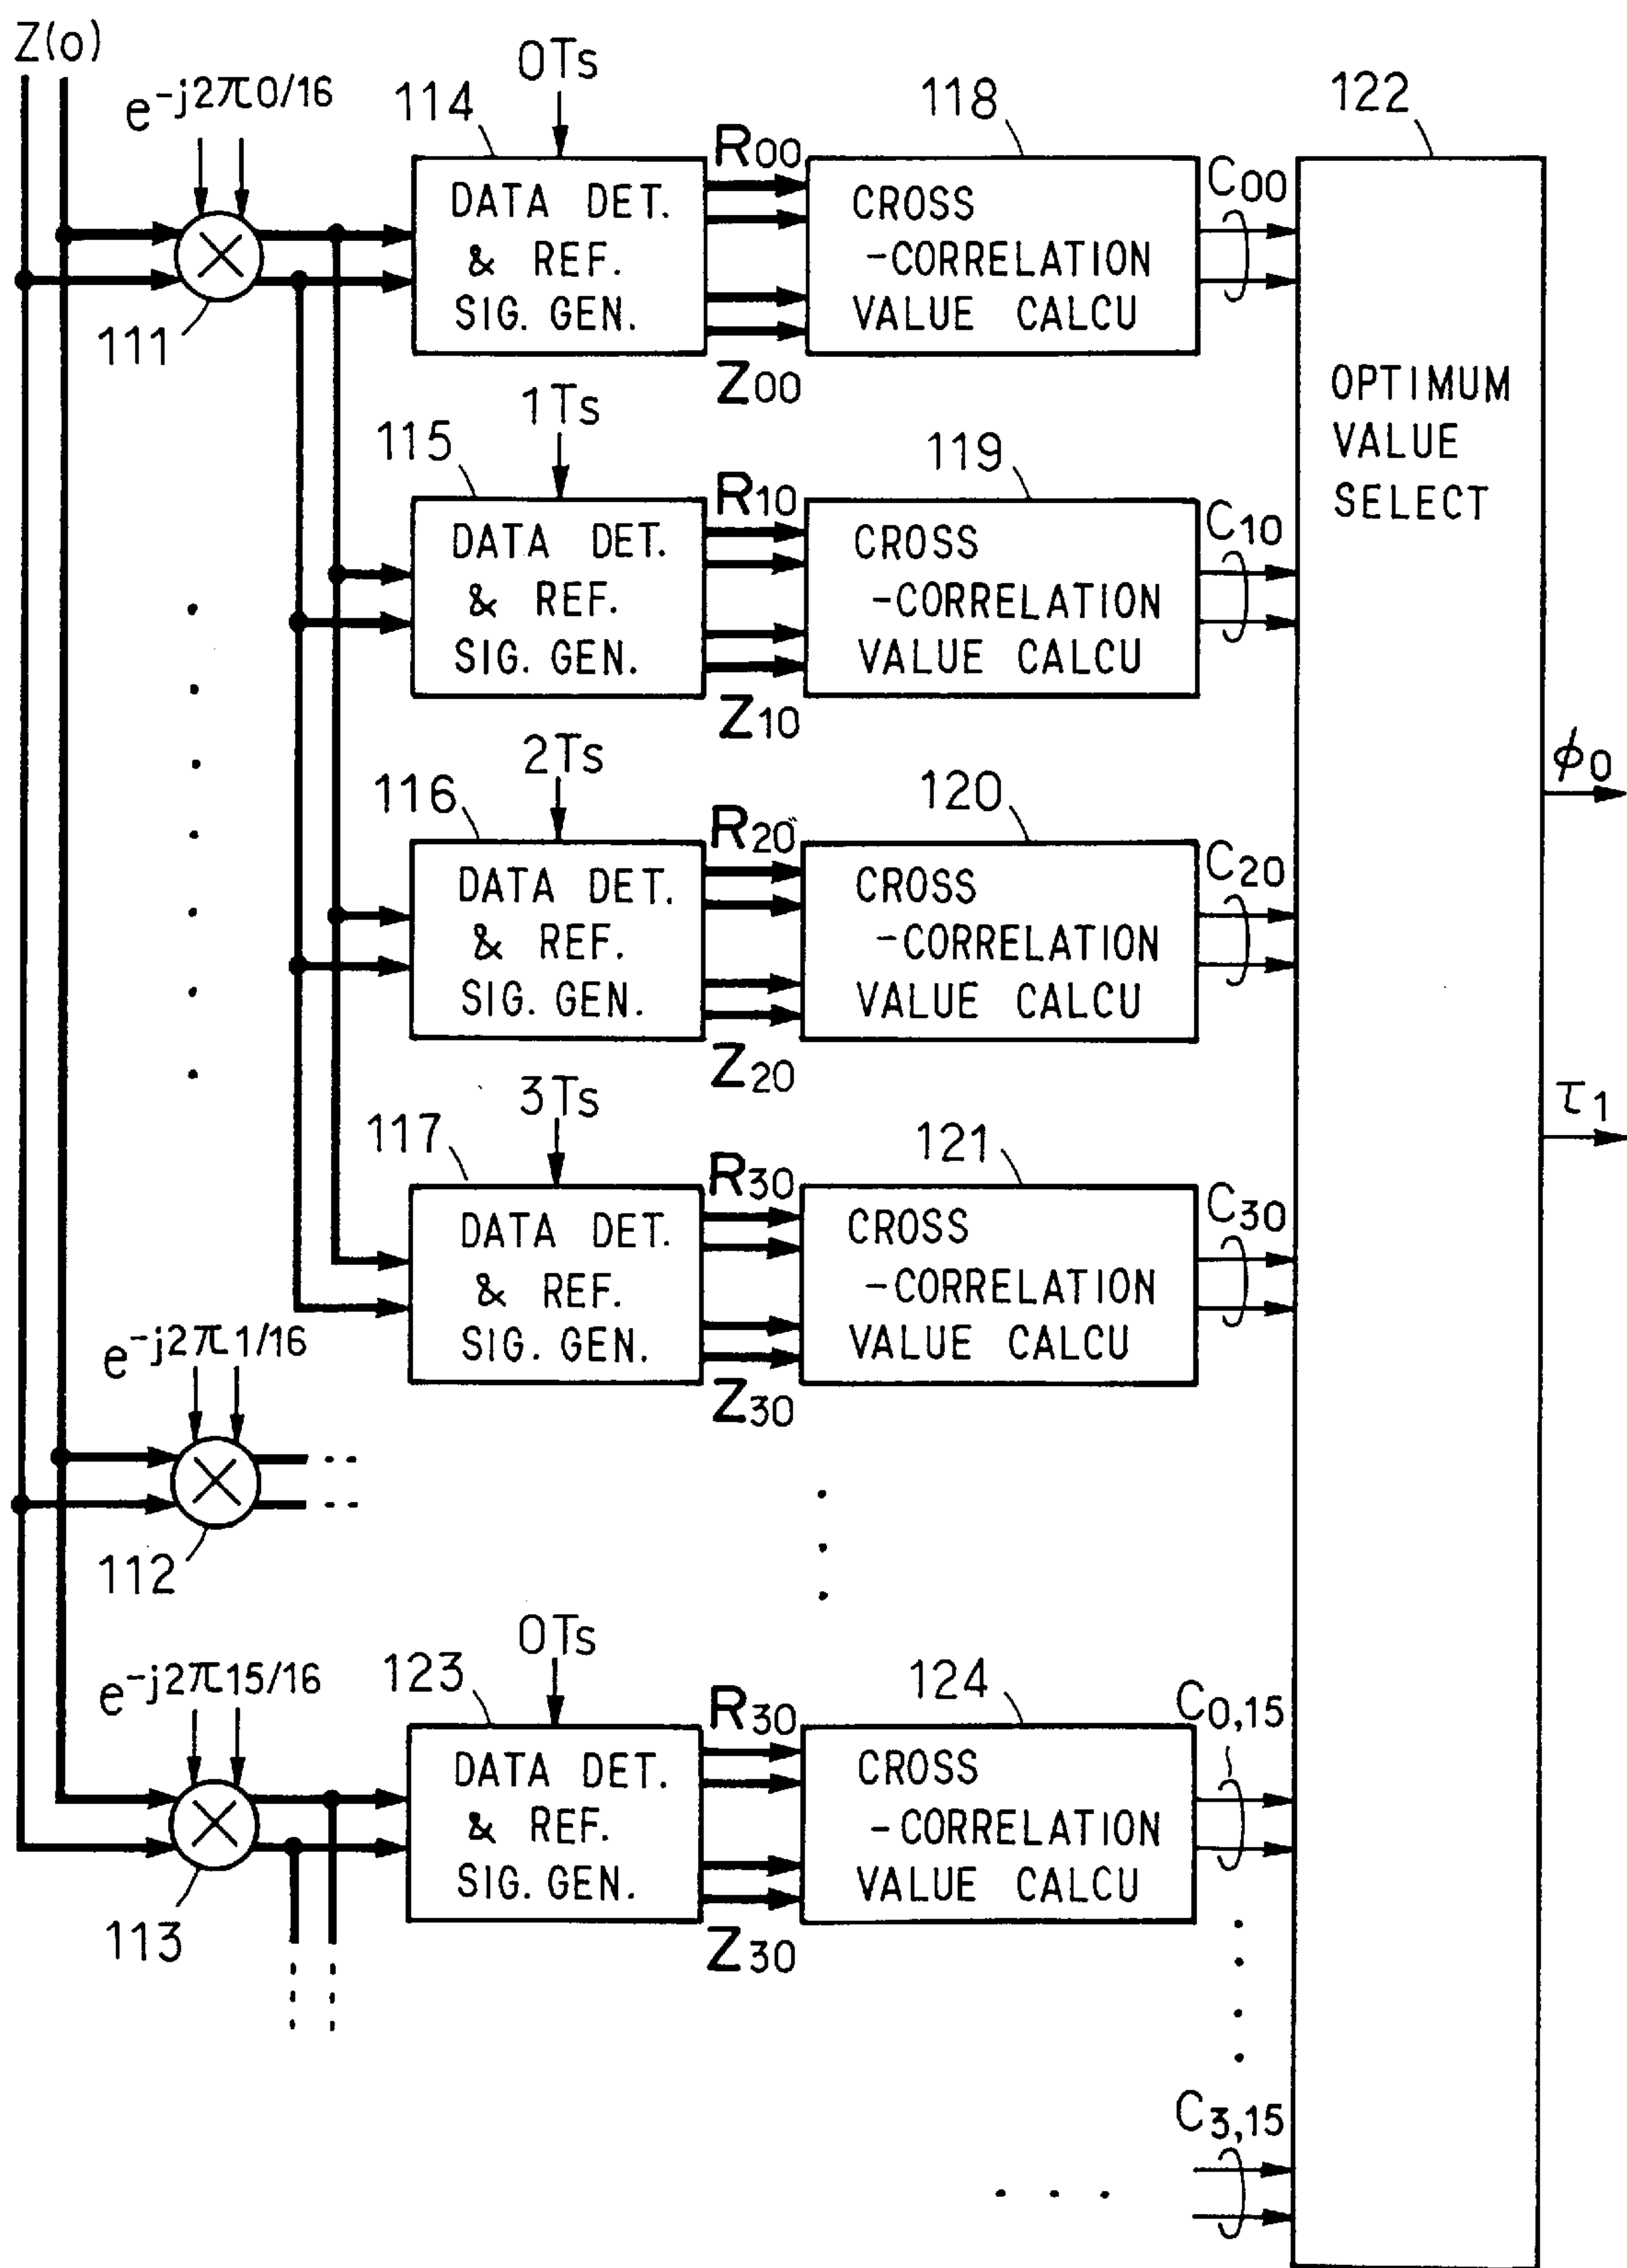 Z(0)
e-j2π0/16
111
114
0Ts
DATA DET.
& REF.
SIG. GEN.
R00
Z00
118
CROSS
-CORRELATION
VALUE CALCU
C00
122
OPTIMUM
VALUE
SELECT
115
1Ts
DATA DET.
& REF.
SIG. GEN.
R10
Z10
119
CROSS
-CORRELATION
VALUE CALCU
C10
116
2Ts
DATA DET.
& REF.
SIG. GEN.
R20
Z20
120
CROSS
-CORRELATION
VALUE CALCU
C20
ϕ0
τ1
117
3Ts
DATA DET.
& REF.
SIG. GEN.
R30
Z30
121
CROSS
-CORRELATION
VALUE CALCU
C30
e-j2π1/16
112
e-j2π15/16
113
123
0Ts
DATA DET.
& REF.
SIG. GEN.
R30
Z30
124
CROSS
-CORRELATION
VALUE CALCU
C0,15
C3,15